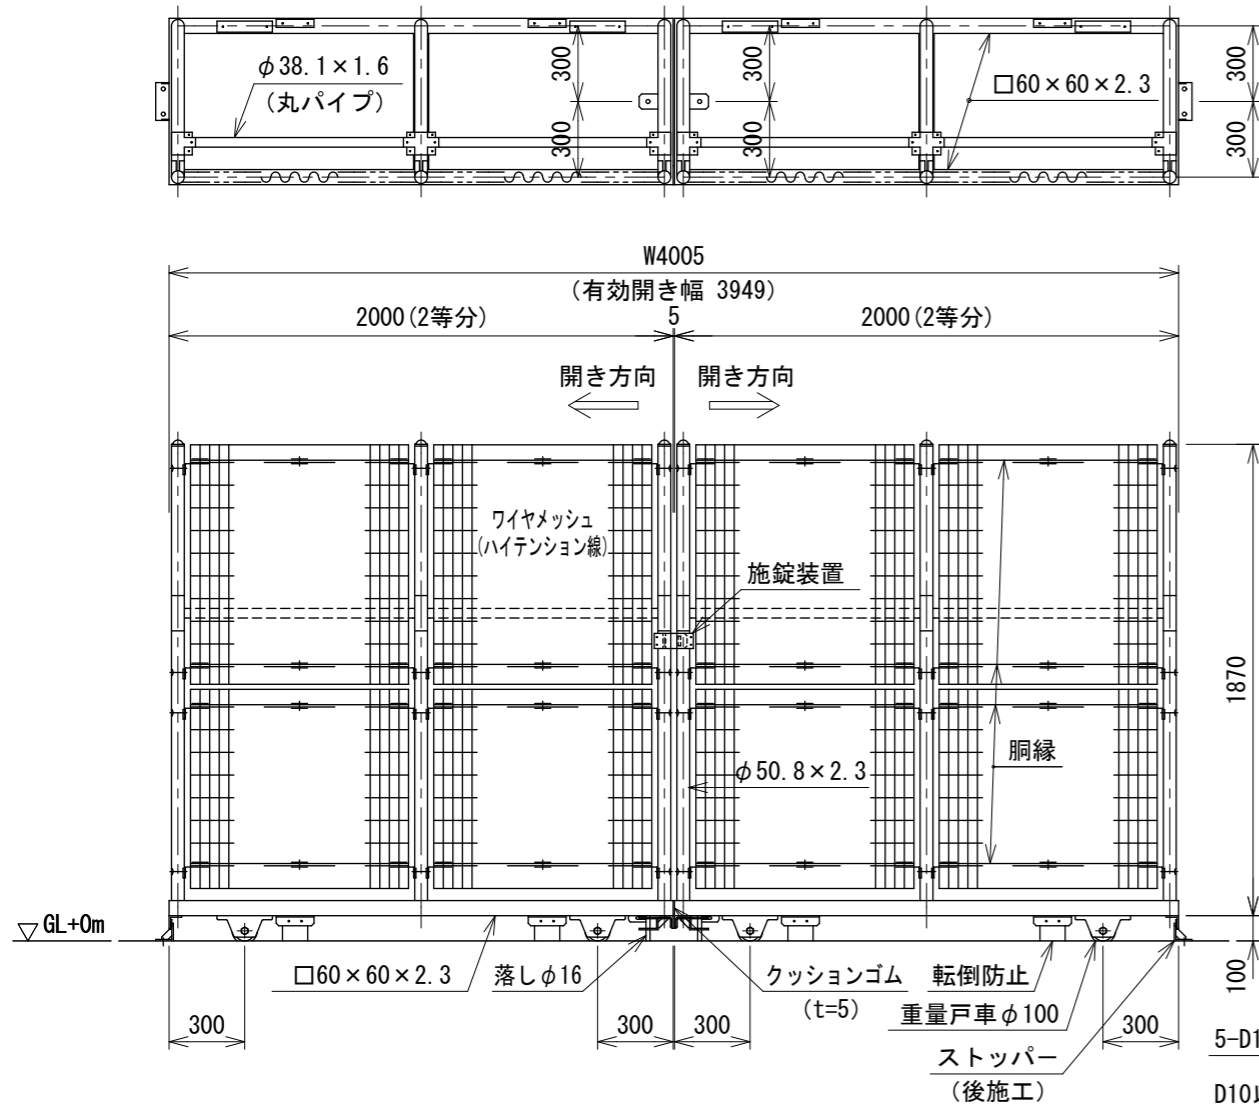 φ38.1×1.6
(丸パイプ)
300
300
300
300
□60×60×2.3
300
300
W4005
(有効開き幅 3949)
2000(2等分)
5
2000(2等分)
開き方向
開き方向
ワイヤメッシュ
(ハイテンション線)
施錠装置
1870
胴縁
φ50.8×2.3
▽GL+0m
□60×60×2.3
落しφ16
クッションゴム
(t=5)
転倒防止
重量戸車φ100
100
300
300
300
300
ストッパー
(後施工)
5-D1
D10